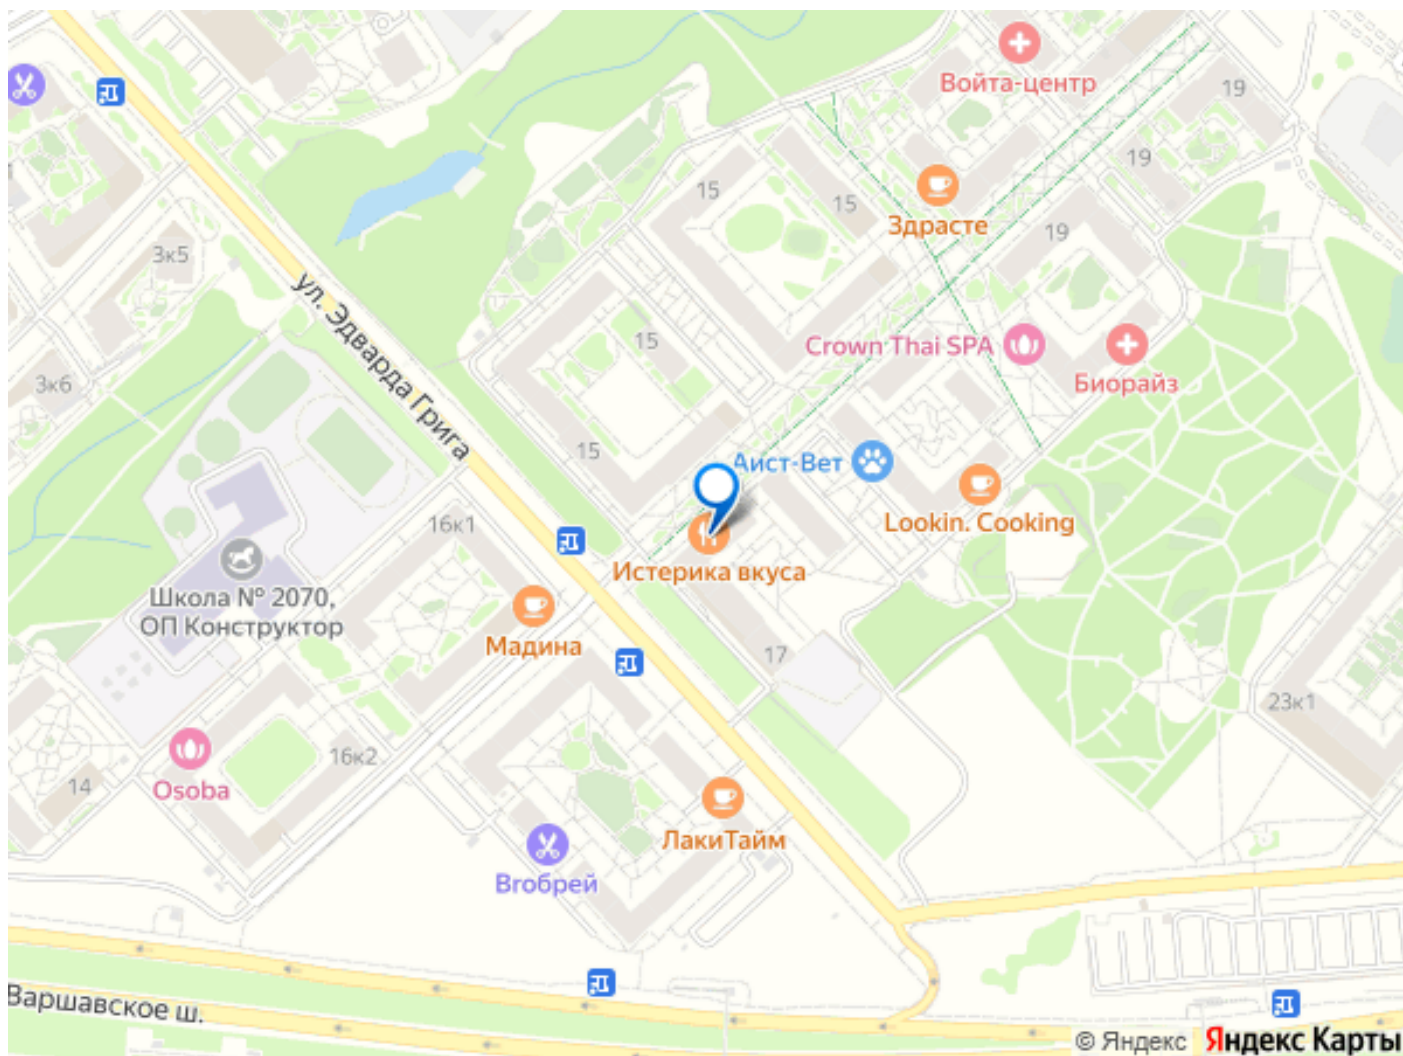 Войта-центр
19
19
15
15
Здрасте
19
3к5
ул. Эдварда Грига
15
Crown Thai SPA
Биорайз
3к6
15
Аист-Вет
16к1
Lookin. Cooking
Истерика вкуса
Школа № 2070,
ОП Конструктор
Мадина
17
23к1
16к2
14
Osoba
ЛакиТайм
Вгобрей
Варшавское ш.
© Яндекс Яндекс Карты